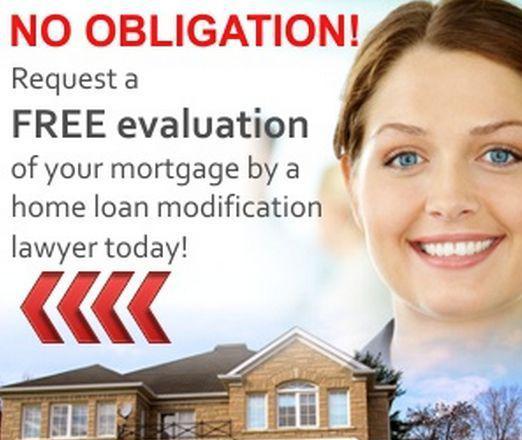 NO OBLIGATION!
Request a
FREE evaluation
of your mortgage by a
home loan modification
lawyer today!